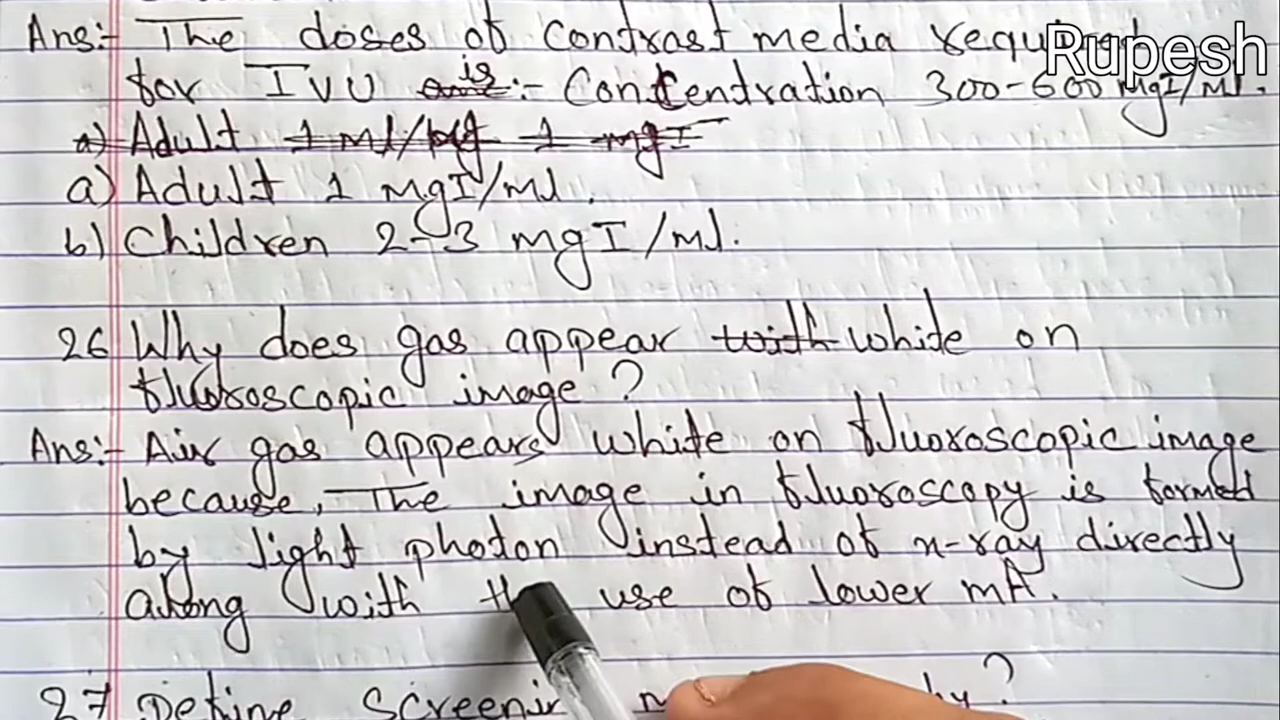 Ans:- The doses of contrast media
Rupesh
for IVU is:- Concentration 300-600 mgI/ml.
a) Adult 1 ml/kg 1 mgI
a) Adult 1 mgI/ml.
b) Children 2-3 mgI/ml.
26 Why does gas appear with white on
fluoroscopic image?
Ans:- Air gas appears white on fluoroscopic image
because, The image in fluoroscopy is formed
by light photon instead of x-ray directly
along with use of lower mA.
27 Define ?